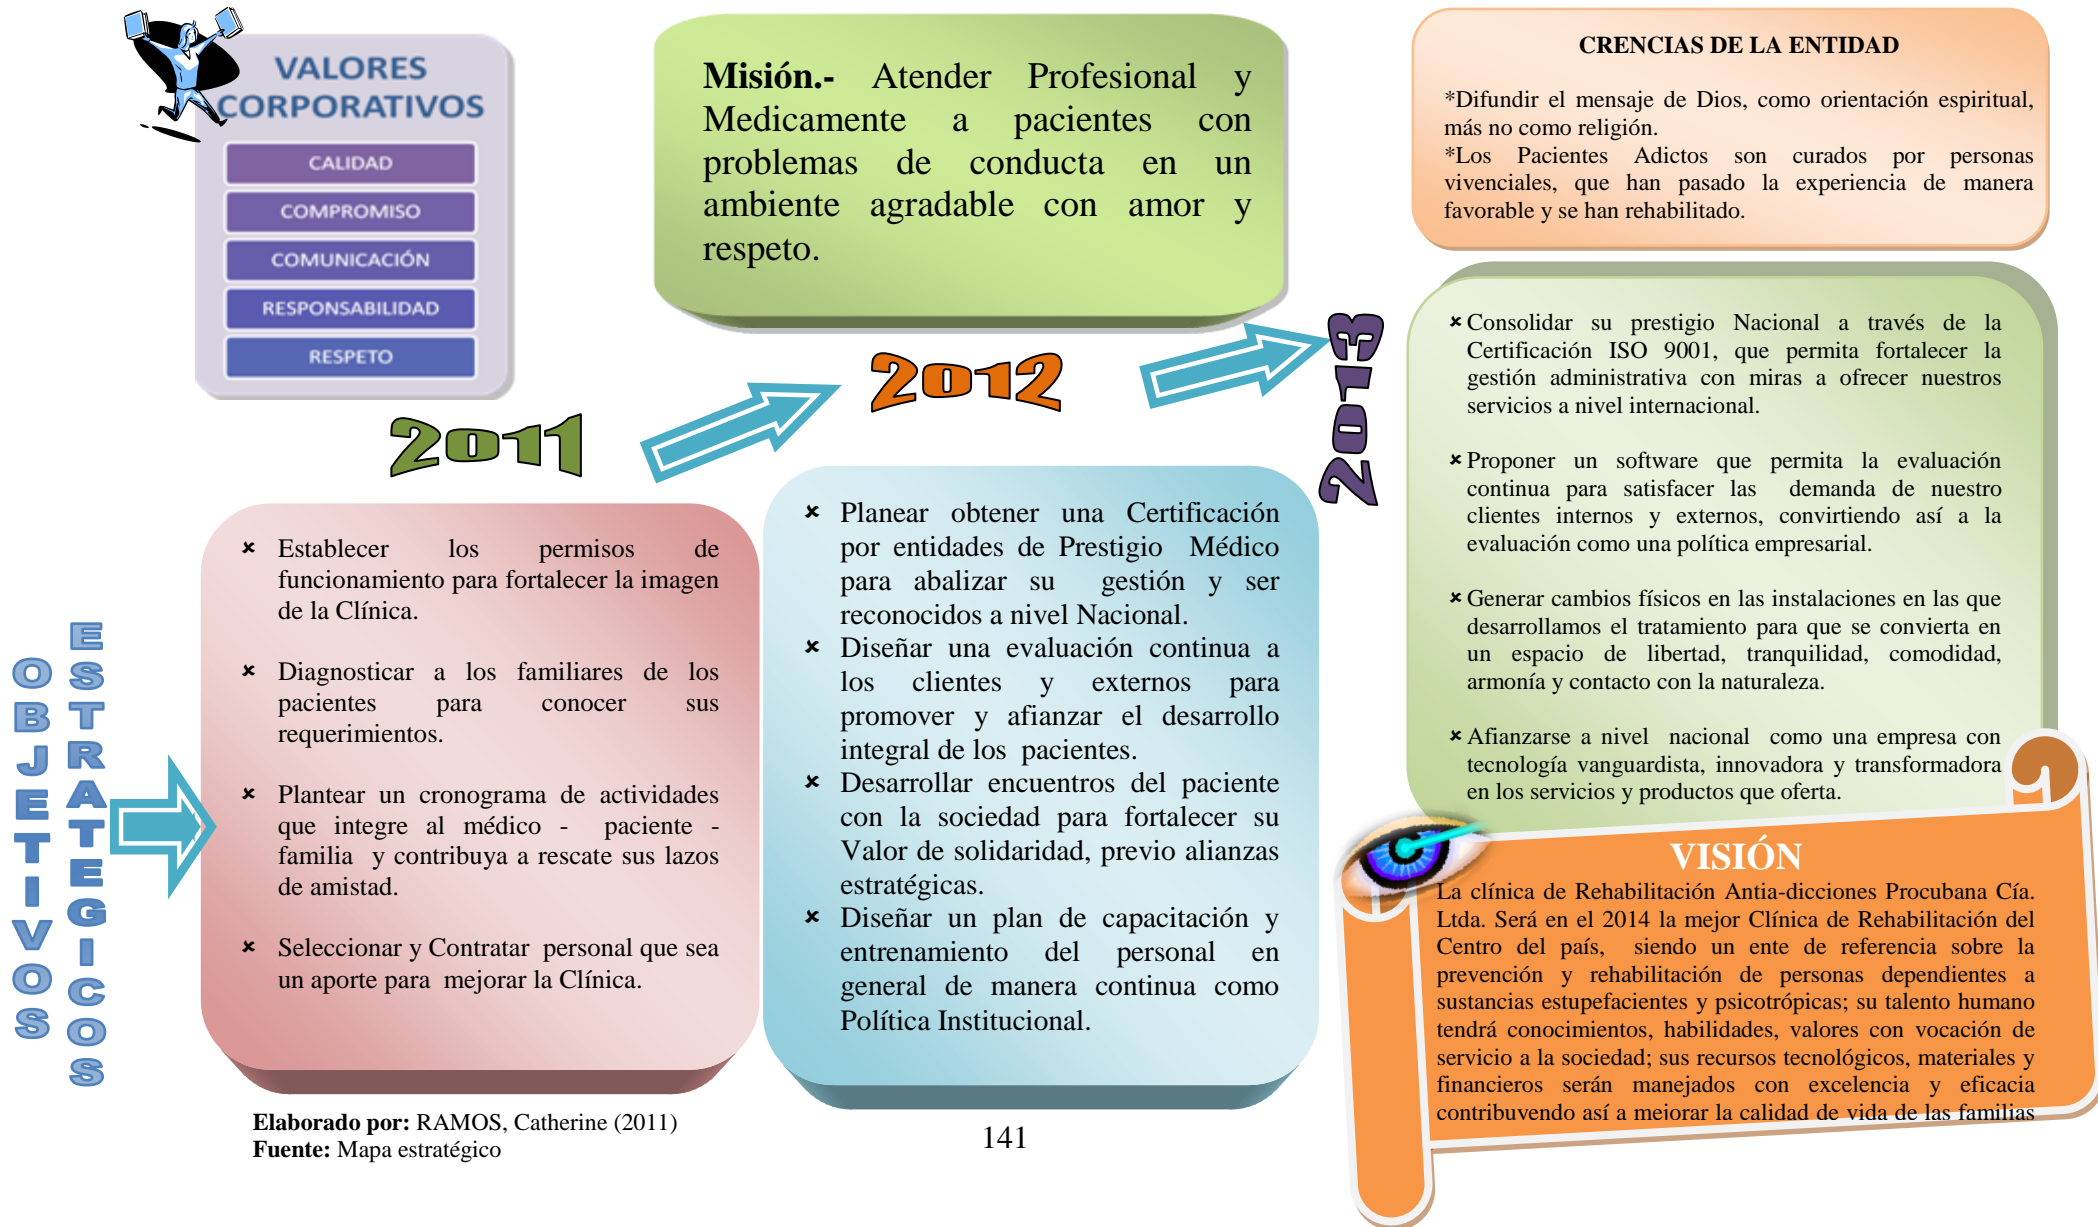 VALORES
CORPORATIVOS
CALIDAD
COMPROMISO
COMUNICACIÓN
RESPONSABILIDAD
RESPETO
Misión.- Atender Profesional y
Medicamente a pacientes con
problemas de conducta en un
ambiente agradable con amor y
respeto.
CRENCIAS DE LA ENTIDAD
*Difundir el mensaje de Dios, como orientación espiritual,
más no como religión.
*Los Pacientes Adictos son curados por personas
vivenciales, que han pasado la experiencia de manera
favorable y se han rehabilitado.
2011
2012
2013
OBJETIVOS
ESTRATEGICOS
× Establecer los permisos de
funcionamiento para fortalecer la imagen
de la Clínica.
× Diagnosticar a los familiares de los
pacientes para conocer sus
requerimientos.
× Plantear un cronograma de actividades
que integre al médico - paciente -
familia y contribuya a rescate sus lazos
de amistad.
× Seleccionar y Contratar personal que sea
un aporte para mejorar la Clínica.
× Planear obtener una Certificación
por entidades de Prestigio Médico
para abalizar su gestión y ser
reconocidos a nivel Nacional.
× Diseñar una evaluación continua a
los clientes y externos para
promover y afianzar el desarrollo
integral de los pacientes.
× Desarrollar encuentros del paciente
con la sociedad para fortalecer su
Valor de solidaridad, previo alianzas
estratégicas.
× Diseñar un plan de capacitación y
entrenamiento del personal en
general de manera continua como
Política Institucional.
× Consolidar su prestigio Nacional a través de la
Certificación ISO 9001, que permita fortalecer la
gestión administrativa con miras a ofrecer nuestros
servicios a nivel internacional.
× Proponer un software que permita la evaluación
continua para satisfacer las demanda de nuestro
clientes internos y externos, convirtiendo así a la
evaluación como una política empresarial.
× Generar cambios físicos en las instalaciones en las que
desarrollamos el tratamiento para que se convierta en
un espacio de libertad, tranquilidad, comodidad,
armonía y contacto con la naturaleza.
× Afianzarse a nivel nacional como una empresa con
tecnología vanguardista, innovadora y transformadora
en los servicios y productos que oferta.
VISIÓN
La clínica de Rehabilitación Antia-dicciones Procubana Cía.
Ltda. Será en el 2014 la mejor Clínica de Rehabilitación del
Centro del país, siendo un ente de referencia sobre la
prevención y rehabilitación de personas dependientes a
sustancias estupefacientes y psicotrópicas; su talento humano
tendrá conocimientos, habilidades, valores con vocación de
servicio a la sociedad; sus recursos tecnológicos, materiales y
financieros serán manejados con excelencia y eficacia
contribuyendo así a mejorar la calidad de vida de las familias
Elaborado por: RAMOS, Catherine (2011)
Fuente: Mapa estratégico
141